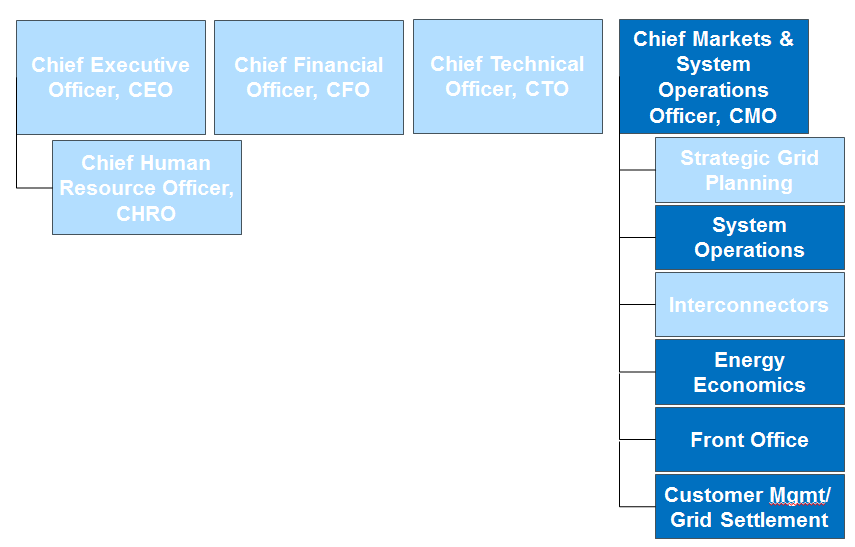 Chief Executive
Officer, CEO
Chief Financial
Officer, CFO
Chief Technical
Officer, CTO
Chief Markets &
System
Operations
Officer, CMO
Chief Human
Resource Officer,
CHRO
Strategic Grid
Planning
System
Operations
Interconnectors
Energy
Economics
Front Office
Customer Mgmt/
Grid Settlement